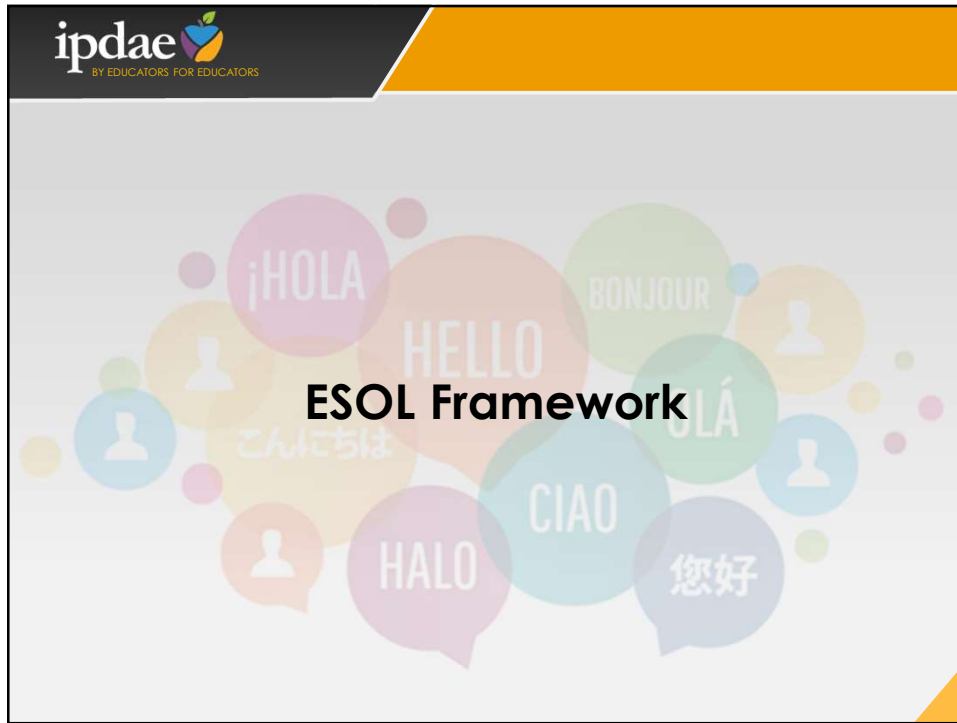 ipdae
BY EDUCATORS FOR EDUCATORS
¡HOLA
BONJOUR
HELLO
ESOL Framework
OLÁ
こんにちは
CIAO
HALO
您好